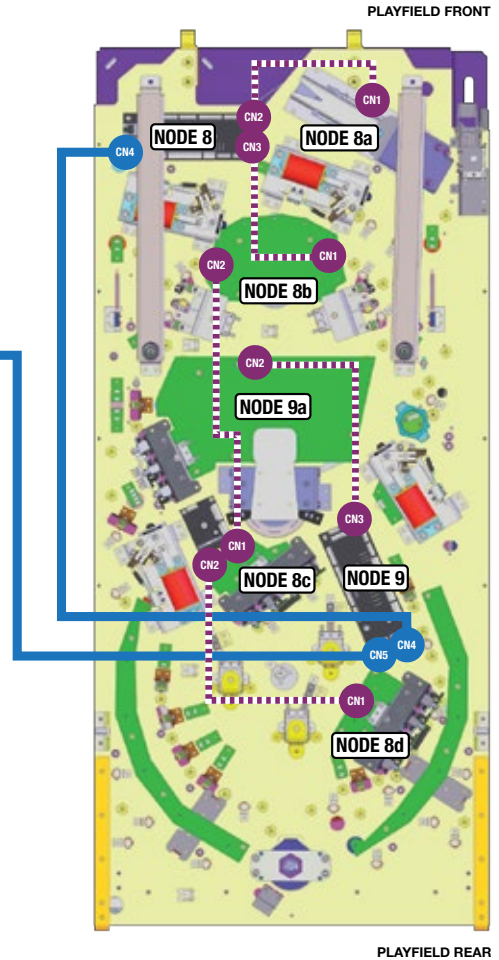 PLAYFIELD FRONT
CN1
CN2
NODE 8
NODE 8a
CN3
CN4
CN2
CN1
NODE 8b
CN2
NODE 9a
CN3
CN1
CN2
NODE 8c
NODE 9
CN4
CN5
CN1
NODE 8d
PLAYFIELD REAR